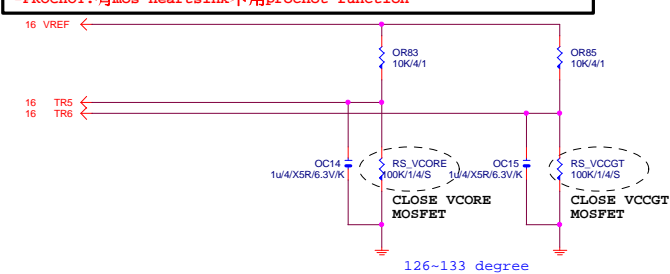 16 VREF
OR83
10K/4/1
OR85
10K/4/1
16 TR5
16 TR6
OC14
1u/4/X5R/6.3V/K
RS_VCORE
100K/1/4/S
OC15
1u/4/X5R/6.3V/K
RS_VCCGT
100K/1/4/S
CLOSE VCORE
MOSFET
CLOSE VCCGT
MOSFET
126~133 degree